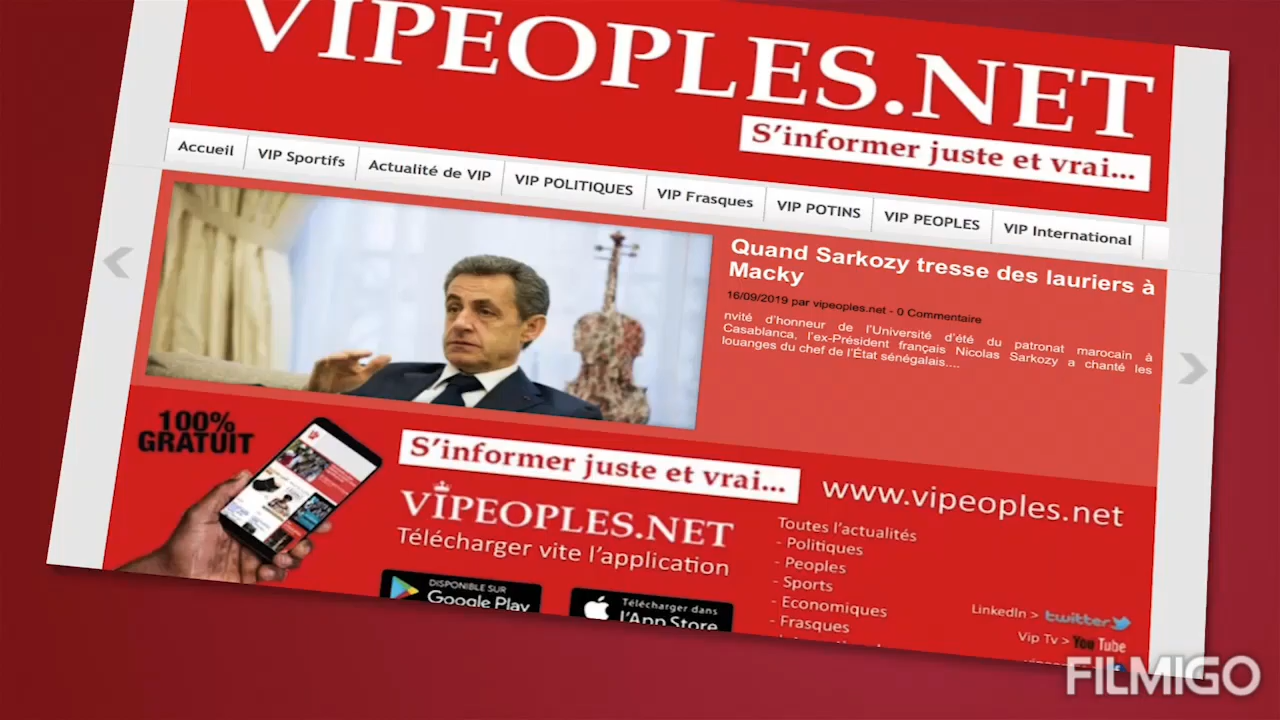 VIPEOPLES.NET
S'informer juste et vrai...
Accueil
VIP Sportifs
Actualité de VIP
VIP POLITIQUES
VIP Frasques
VIP POTINS
VIP PEOPLES
VIP International
Quand Sarkozy tresse des lauriers à
Macky
16/09/2019 par vipeoples.net - 0 Commentaire
nvité d'honneur de l'Université d'été du patronat marocain à
Casablanca, l'ex-Président français Nicolas Sarkozy a chanté les
louanges du chef de l'État sénégalais....
100%
GRATUIT
S'informer juste et vrai...
VIPEOPLES.NET
Télécharger vite l'application
DISPONIBLE SUR
Google Play
Télécharger dans
l'App Store
www.vipeoples.net
Toutes l'actualités
- Politiques
- Peoples
- Sports
- Economiques
- Frasques
LinkedIn > twitter
Vip Tv > You Tube
FILMIGO